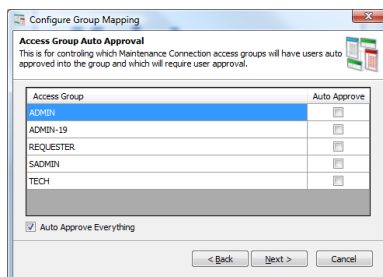 Configure Group Mapping
Access Group Auto Approval
This is for controling which Maintenance Connection access groups will have users auto
approved into the group and which will require user approval.
Access Group Auto Approve
ADMIN
ADMIN-19
REQUESTER
SADMIN
TECH
Auto Approve Everything
< Back Next > Cancel